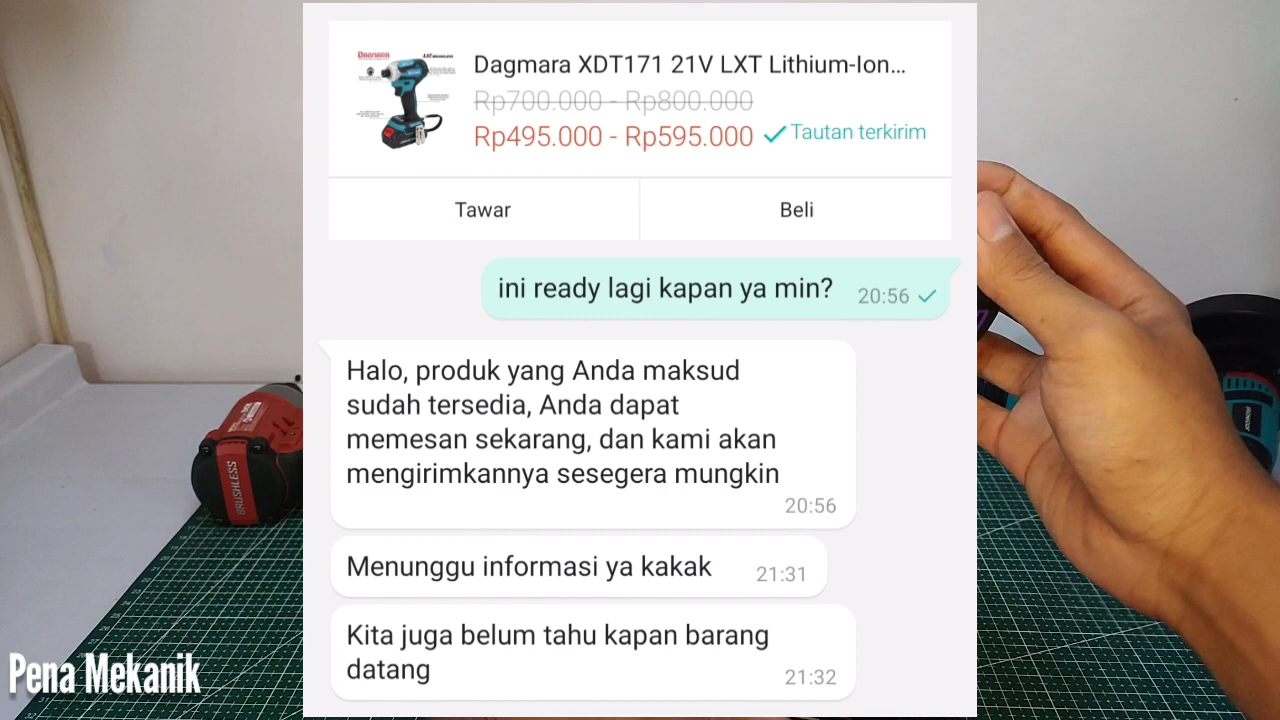 Dagmara XDT171 21V LXT Lithium-Ion...
Rp700.000 - Rp800.000
Rp495.000 - Rp595.000
Tautan terkirim
Tawar
Beli
ini ready lagi kapan ya min?
20:56
Halo, produk yang Anda maksud
sudah tersedia, Anda dapat
memesan sekarang, dan kami akan
mengirimkannya sesegera mungkin
20:56
Menunggu informasi ya kakak
21:31
Kita juga belum tahu kapan barang
datang
21:32
BRUSHLESS
Pena Mekanik